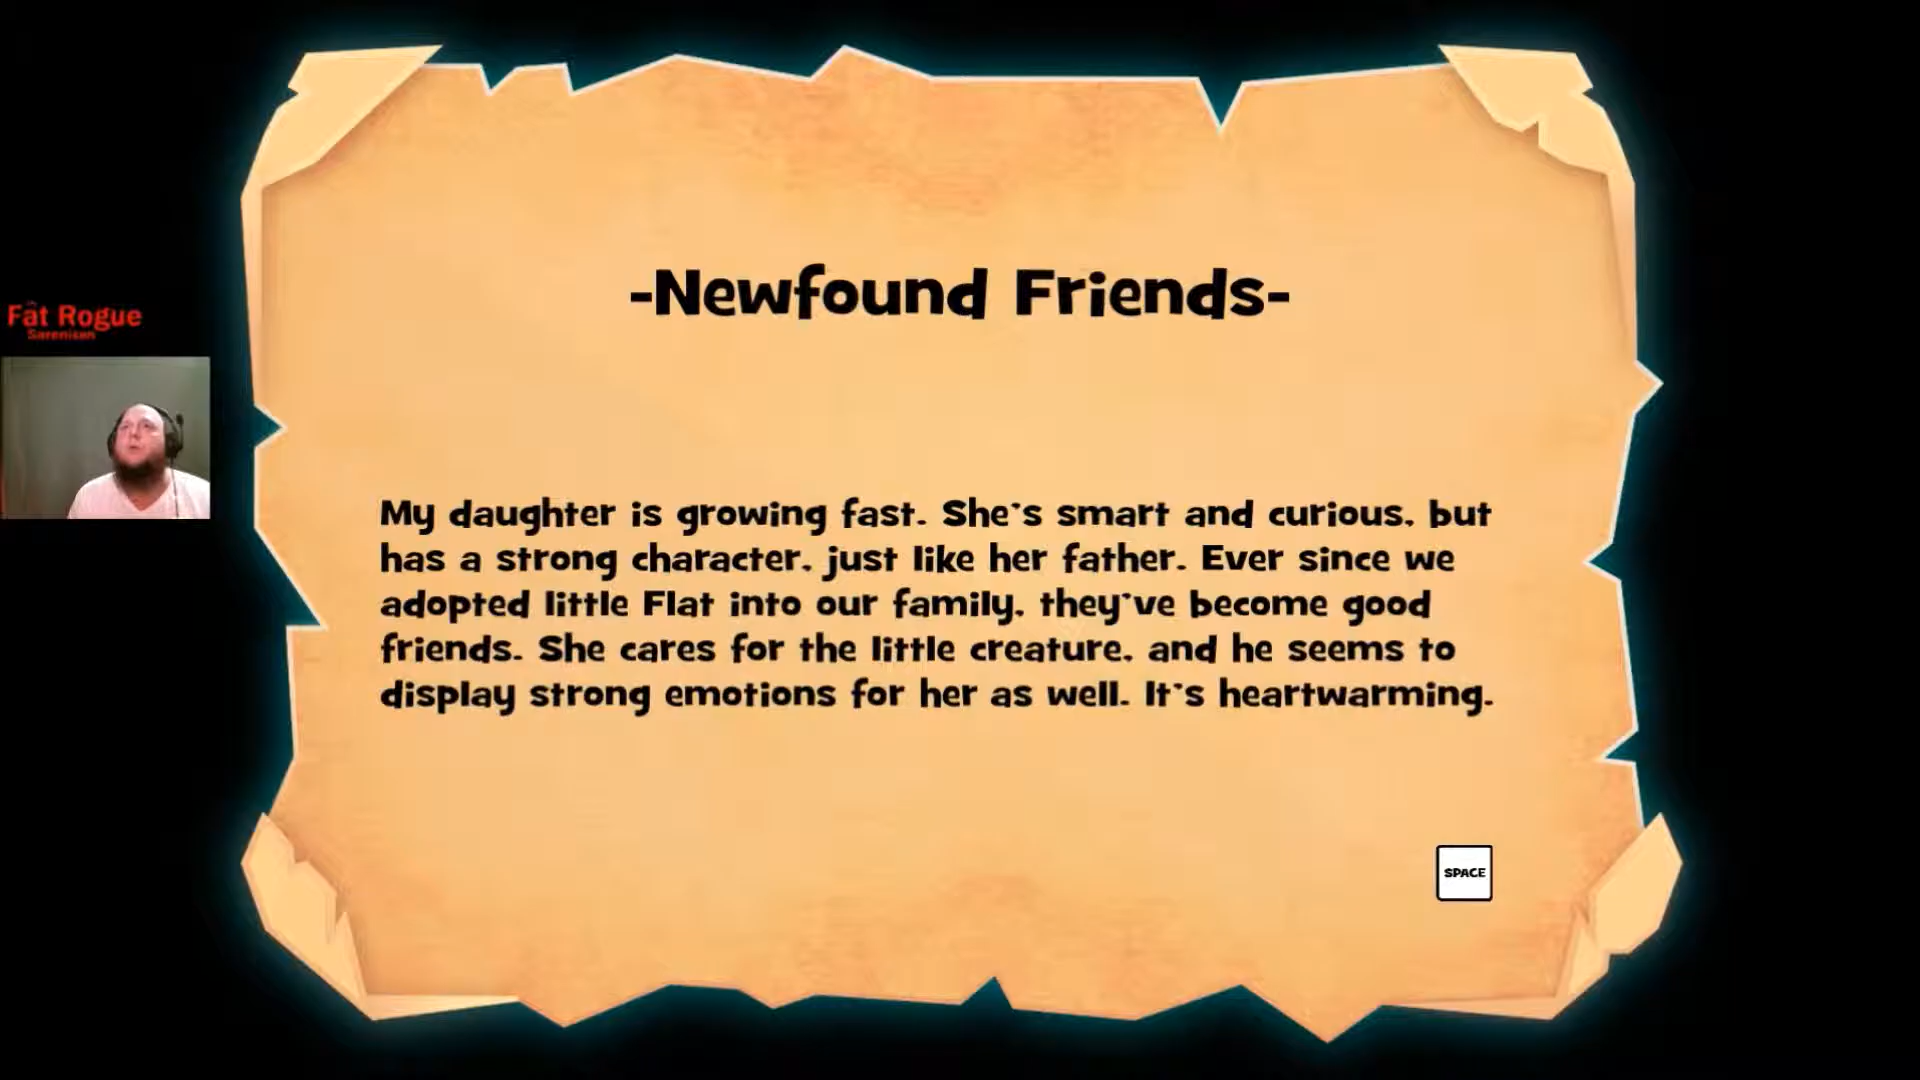 -Newfound Friends-
Fat Rogue
Sarenisan
My daughter is growing fast. She's smart and curious, but
has a strong character, just like her father. Ever since we
adopted little Flat into our family, they've become good
friends. She cares for the little creature, and he seems to
display strong emotions for her as well. It's heartwarming.
SPACE